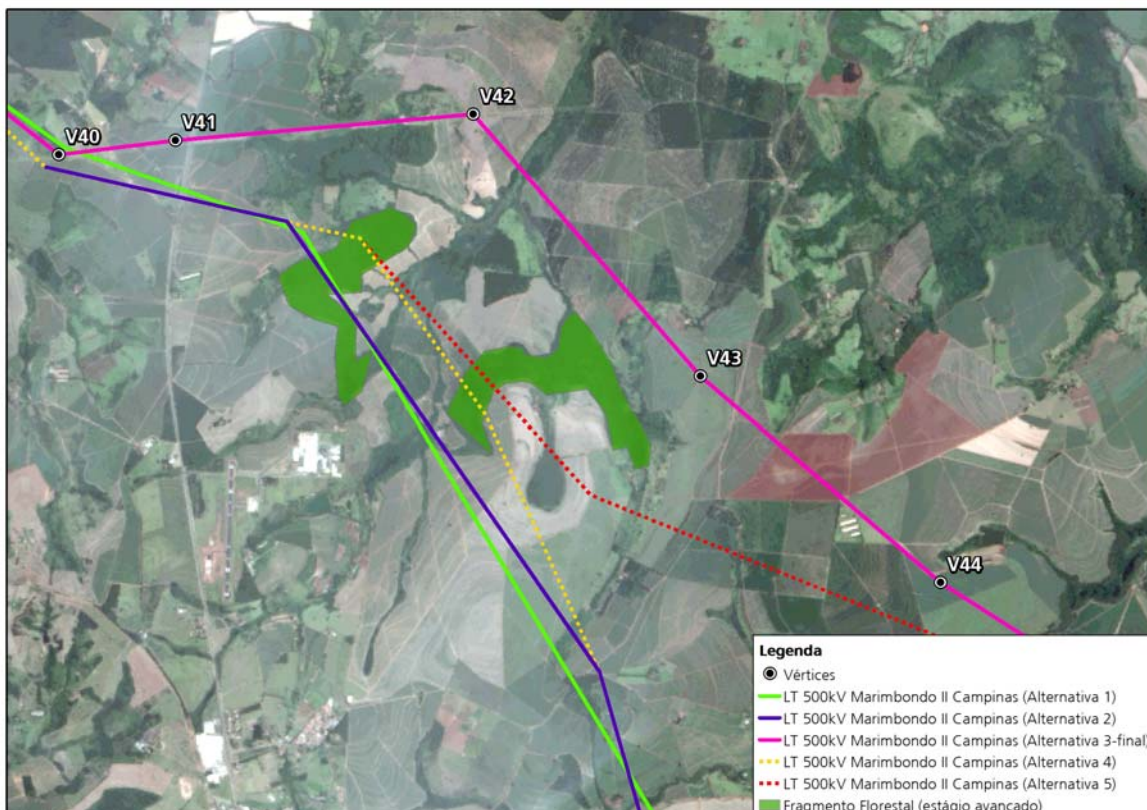 V42
V41
V40
V43
V44
Legenda
Vértices
LT 500kV Marimbondo II Campinas (Alternativa 1)
LT 500kV Marimbondo II Campinas (Alternativa 2)
LT 500kV Marimbondo II Campinas (Alternativa 3-final)
LT 500kV Marimbondo II Campinas (Alternativa 4)
LT 500kV Marimbondo II Campinas (Alternativa 5)
Fragmento Florestal (estágio avançado)